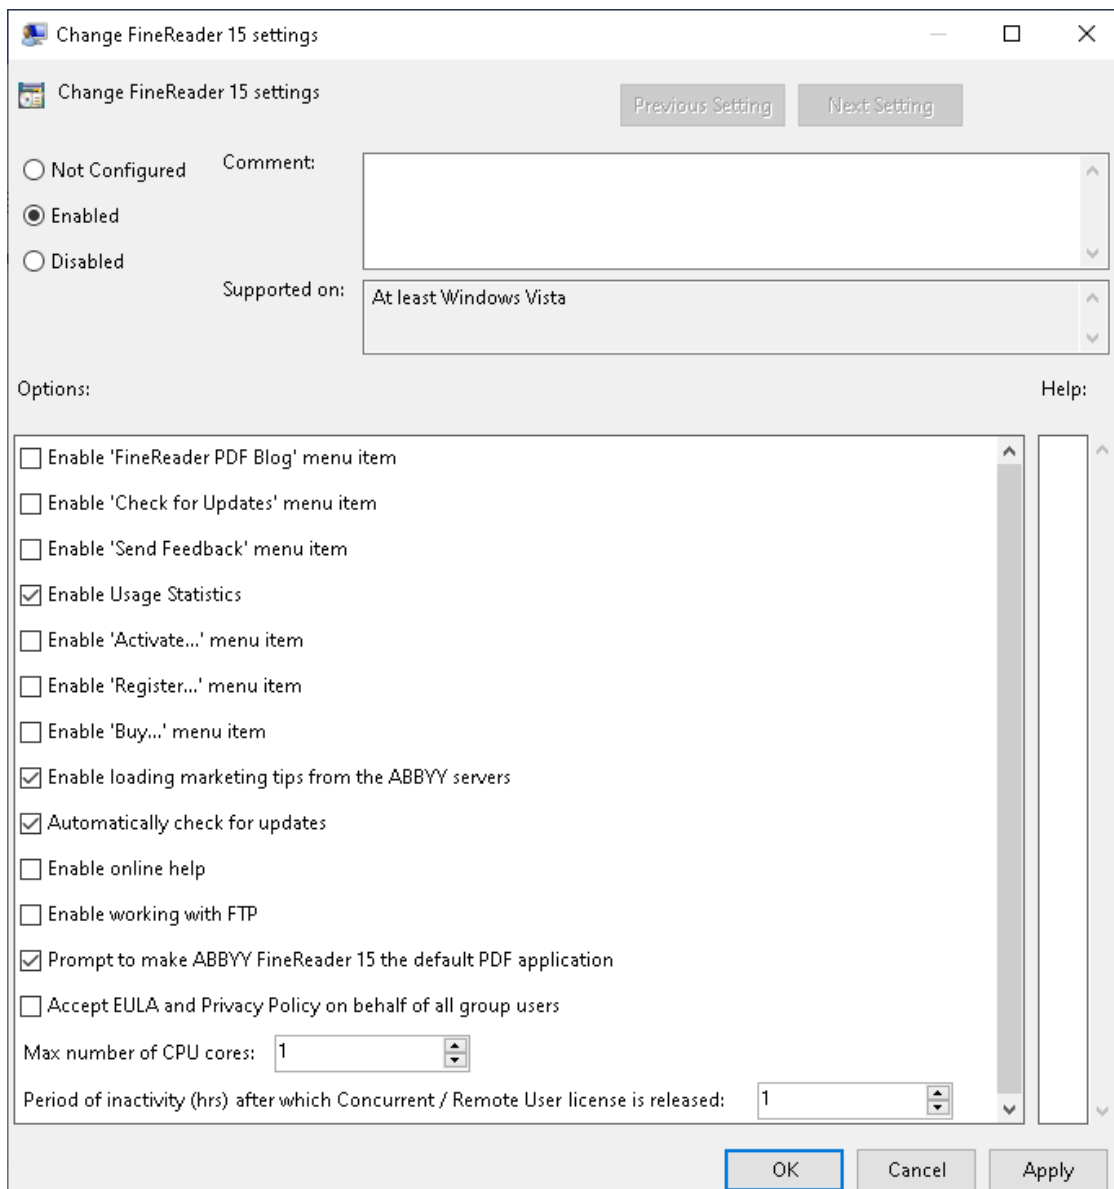 Change FineReader 15 settings
Change FineReader 15 settings
Previous Setting Next Setting
Not Configured
Comment:
Enabled
Disabled
Supported on:
At least Windows Vista
Options:
Help:
Enable 'FineReader PDF Blog' menu item
Enable 'Check for Updates' menu item
Enable 'Send Feedback' menu item
Enable Usage Statistics
Enable 'Activate...' menu item
Enable 'Register...' menu item
Enable 'Buy...' menu item
Enable loading marketing tips from the ABBYY servers
Automatically check for updates
Enable online help
Enable working with FTP
Prompt to make ABBYY FineReader 15 the default PDF application
Accept EULA and Privacy Policy on behalf of all group users
Max number of CPU cores: 1
Period of inactivity (hrs) after which Concurrent / Remote User license is released: 1
OK Cancel Apply